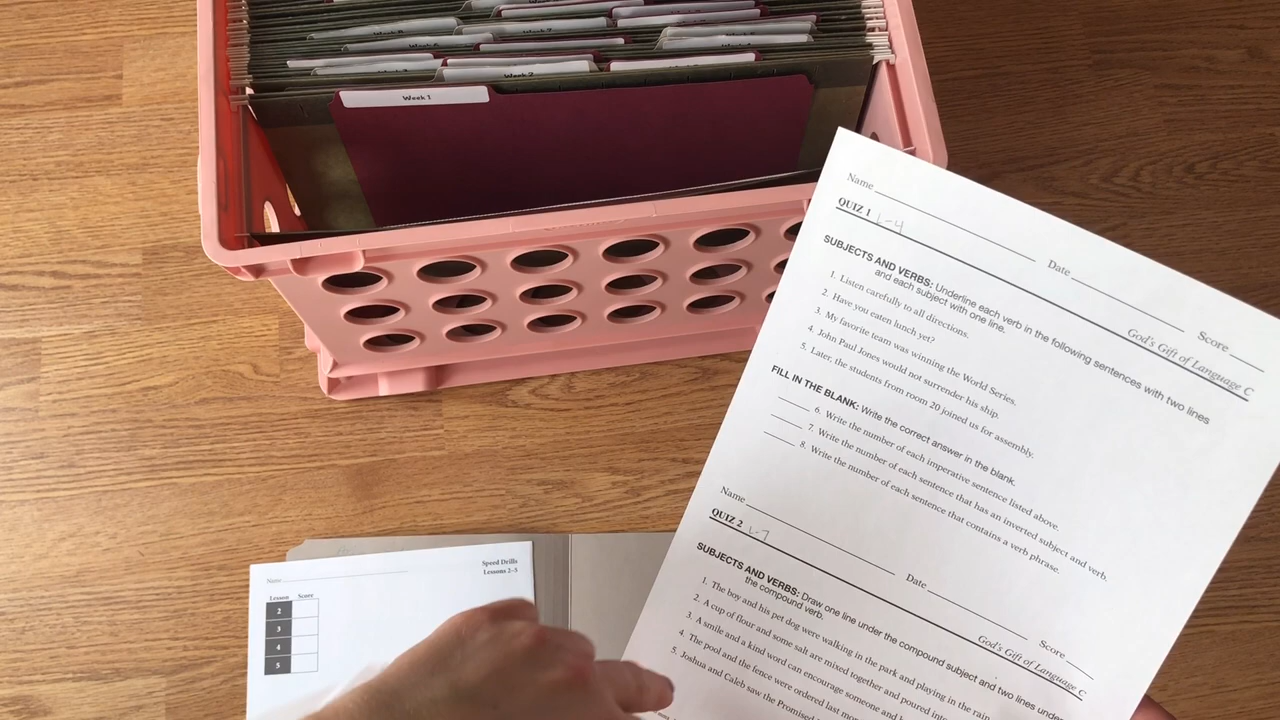 Week 7
Week 2
Week 1
Name
Date
Score
QUIZ 1 L-4
God's Gift of Language C
SUBJECTS AND VERBS: Underline each verb in the following sentences with two lines
and each subject with one line.
1. Listen carefully to all directions.
2. Have you eaten lunch yet?
3. My favorite team was winning the World Series.
4. John Paul Jones would not surrender his ship.
5. Later, the students from room 20 joined us for assembly.
FILL IN THE BLANK: Write the correct answer in the blank.
6. Write the number of each imperative sentence listed above.
7. Write the number of each sentence that has an inverted subject and verb.
8. Write the number of each sentence that contains a verb phrase.
Name
Date
Score
QUIZ 2 L-7
God's Gift of Language C
SUBJECTS AND VERBS: Draw one line under the compound subject and two lines under
the compound verb.
1. The boy and his pet dog were walking in the park and playing in the rain
2. A cup of flour and some salt are mixed together and poured into
3. A smile and a kind word can encourage someone and
4. The pool and the fence were ordered last
5. Joshua and Caleb saw the Promised
Speed Drills
Lessons 2–5
Name
Lesson Score
2
3
4
5